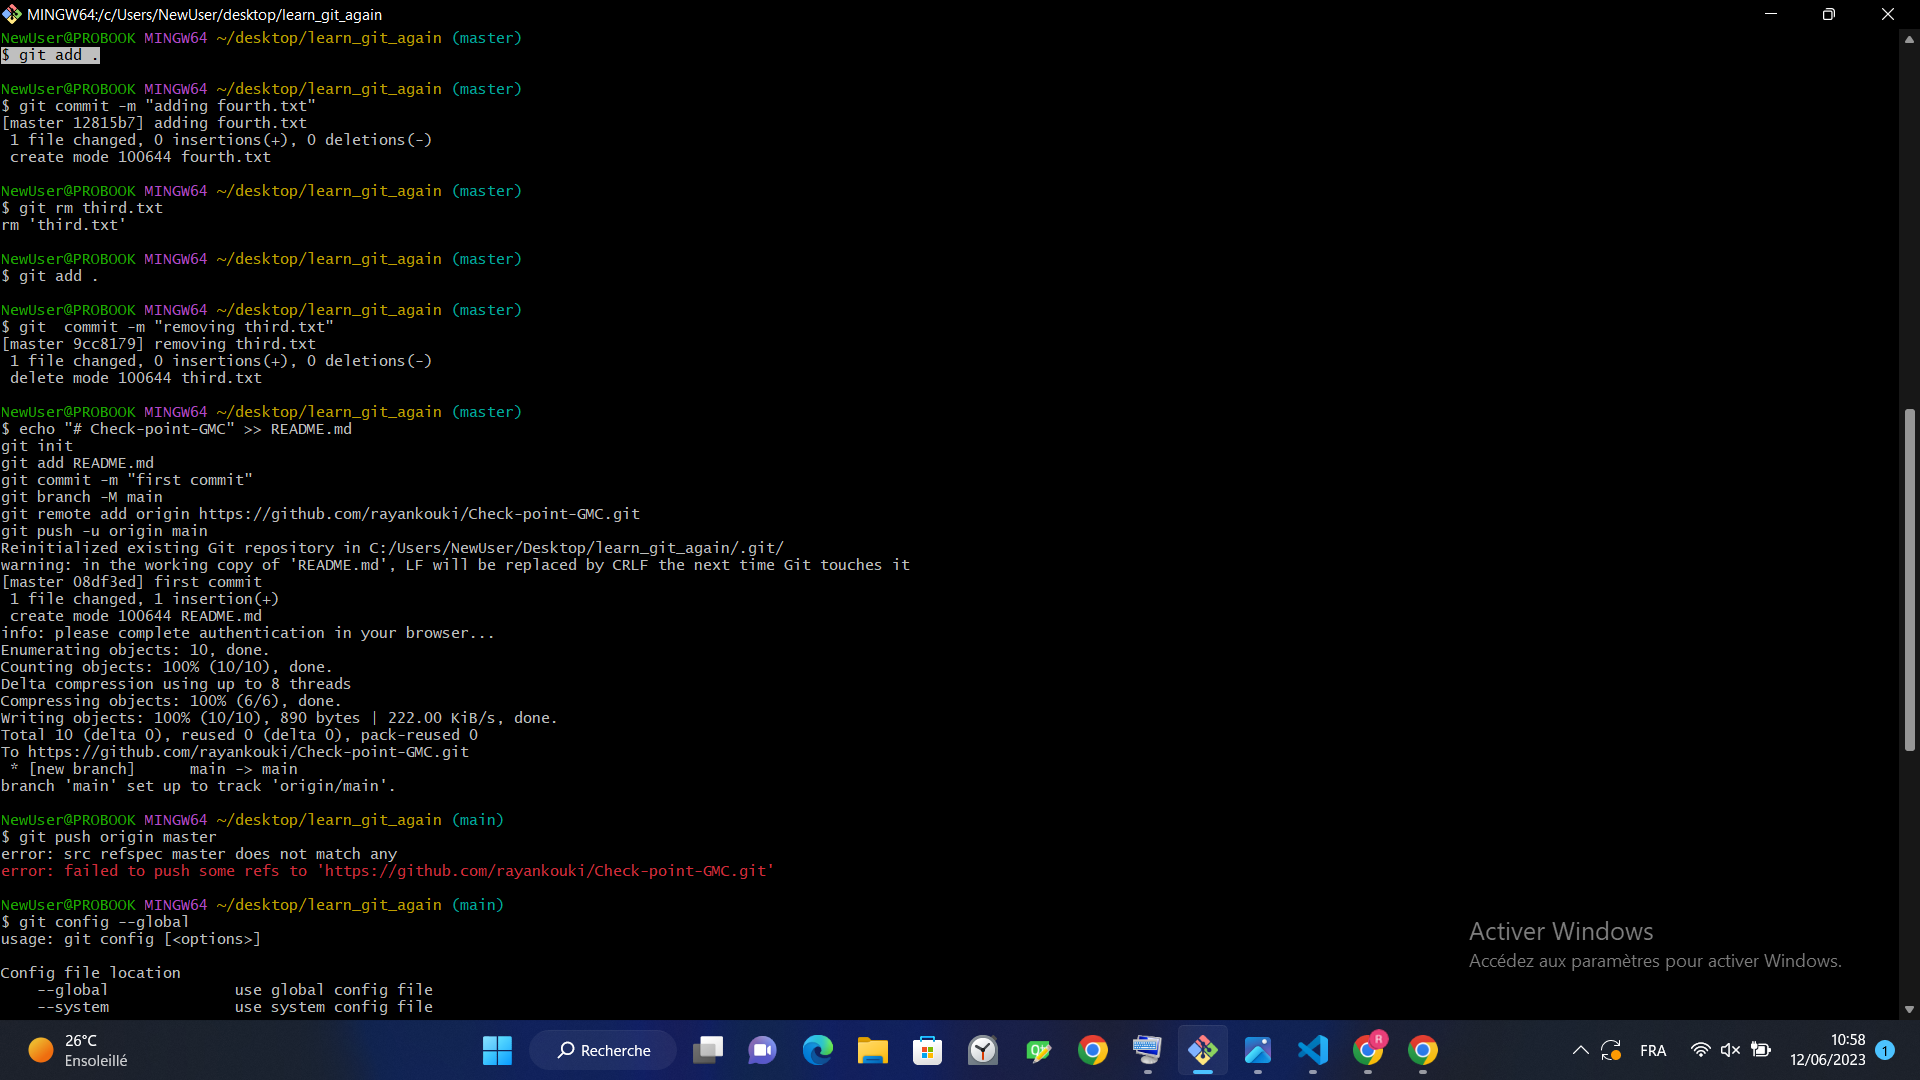 MINGW64:/c/Users/NewUser/desktop/learn_git_again
NewUser@PROBOOK MINGW64 ~/desktop/learn_git_again (master)
$ git add .
NewUser@PROBOOK MINGW64 ~/desktop/learn_git_again (master)
$ git commit -m "adding fourth.txt"
[master 12815b7] adding fourth.txt
 1 file changed, 0 insertions(+), 0 deletions(-)
 create mode 100644 fourth.txt
NewUser@PROBOOK MINGW64 ~/desktop/learn_git_again (master)
$ git rm third.txt
rm 'third.txt'
NewUser@PROBOOK MINGW64 ~/desktop/learn_git_again (master)
$ git add .
NewUser@PROBOOK MINGW64 ~/desktop/learn_git_again (master)
$ git  commit -m "removing third.txt"
[master 9cc8179] removing third.txt
 1 file changed, 0 insertions(+), 0 deletions(-)
 delete mode 100644 third.txt
NewUser@PROBOOK MINGW64 ~/desktop/learn_git_again (master)
$ echo "# Check-point-GMC" >> README.md
git init
git add README.md
git commit -m "first commit"
git branch -M main
git remote add origin https://github.com/rayankouki/Check-point-GMC.git
git push -u origin main
Reinitialized existing Git repository in C:/Users/NewUser/Desktop/learn_git_again/.git/
warning: in the working copy of 'README.md', LF will be replaced by CRLF the next time Git touches it
[master 08df3ed] first commit
 1 file changed, 1 insertion(+)
 create mode 100644 README.md
info: please complete authentication in your browser...
Enumerating objects: 10, done.
Counting objects: 100% (10/10), done.
Delta compression using up to 8 threads
Compressing objects: 100% (6/6), done.
Writing objects: 100% (10/10), 890 bytes | 222.00 KiB/s, done.
Total 10 (delta 0), reused 0 (delta 0), pack-reused 0
To https://github.com/rayankouki/Check-point-GMC.git
 * [new branch]      main -> main
branch 'main' set up to track 'origin/main'.
NewUser@PROBOOK MINGW64 ~/desktop/learn_git_again (main)
$ git push origin master
error: src refspec master does not match any
error: failed to push some refs to 'https://github.com/rayankouki/Check-point-GMC.git'
NewUser@PROBOOK MINGW64 ~/desktop/learn_git_again (main)
$ git config --global
usage: git config [<options>]
Config file location
    --global              use global config file
    --system              use system config file
Activer Windows
Accédez aux paramètres pour activer Windows.
26°C
Ensoleillé
Recherche
R
FRA
10:58
12/06/2023
1